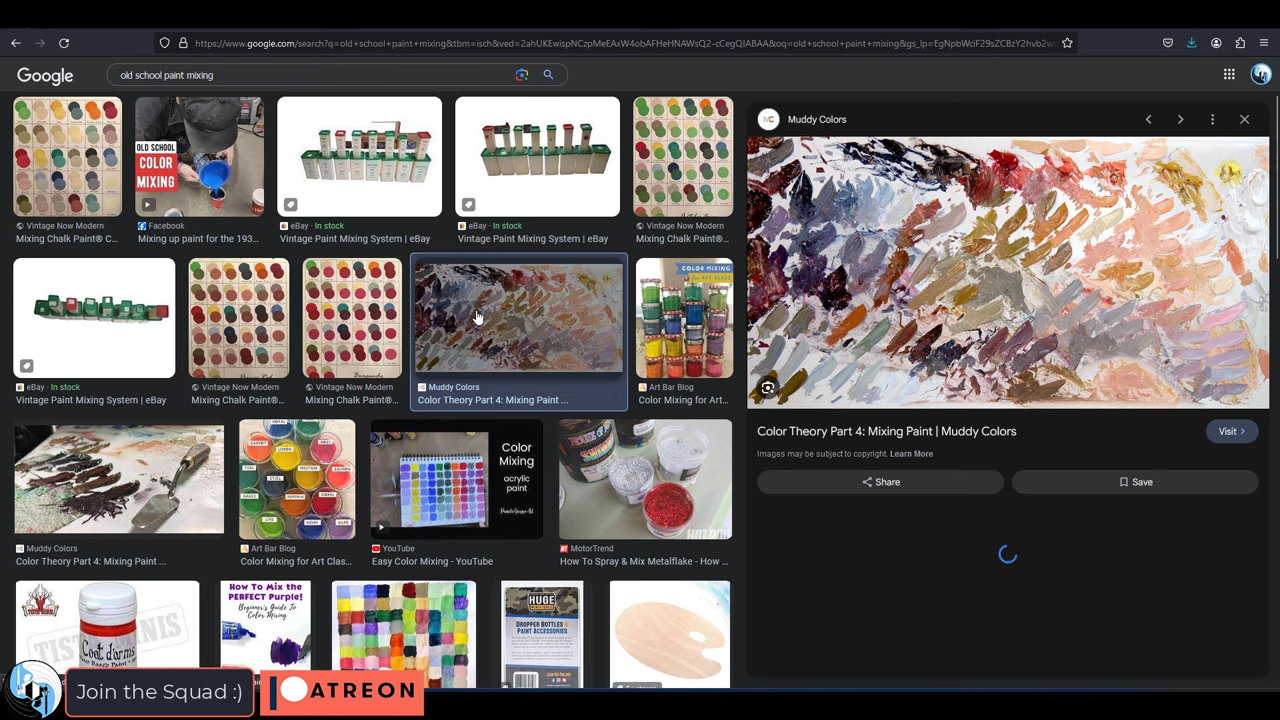 https://www.google.com/search?q=old+school+paint+mixing&tbm=isch&ved=2ahUKEwispNCzpMeEAxW4obAFHeHNAWsQ2-cCegQIABAA&oq=old+school+paint+mixing&gs_lp=EgNpbWciF29sZCBzY2hvb2w
Google
old school paint mixing
MC
Muddy Colors
OLD SCHOOL
COLOR
MIXING
Vintage Now Modern
Mixing Chalk Paint® C...
Facebook
Mixing up paint for the 193...
eBay · In stock
Vintage Paint Mixing System | eBay
eBay · In stock
Vintage Paint Mixing System | eBay
Vintage Now Modern
Mixing Chalk Paint®...
COLOR MIXING
for ART CLASS
eBay · In stock
Vintage Paint Mixing System | eBay
Vintage Now Modern
Mixing Chalk Paint®...
Burgundy
Vintage Now Modern
Mixing Chalk Paint®...
Muddy Colors
Color Theory Part 4: Mixing Paint ...
Art Bar Blog
Color Mixing for Art...
Color Theory Part 4: Mixing Paint | Muddy Colors
Visit
Images may be subject to copyright. Learn More
Share
Save
Color
Mixing
acrylic
paint
Muddy Colors
Color Theory Part 4: Mixing Paint ...
Art Bar Blog
Color Mixing for Art Clas...
YouTube
Easy Color Mixing - YouTube
MotorTrend
How To Spray & Mix Metalflake - How ...
Coat d'arms
How To Mix the
PERFECT Purple!
Beginner's Guide To
Color Mixing
HUGE
DROPPER BOTTLES &
PAINT ACCESSORIES
Join the Squad :)
PATREON